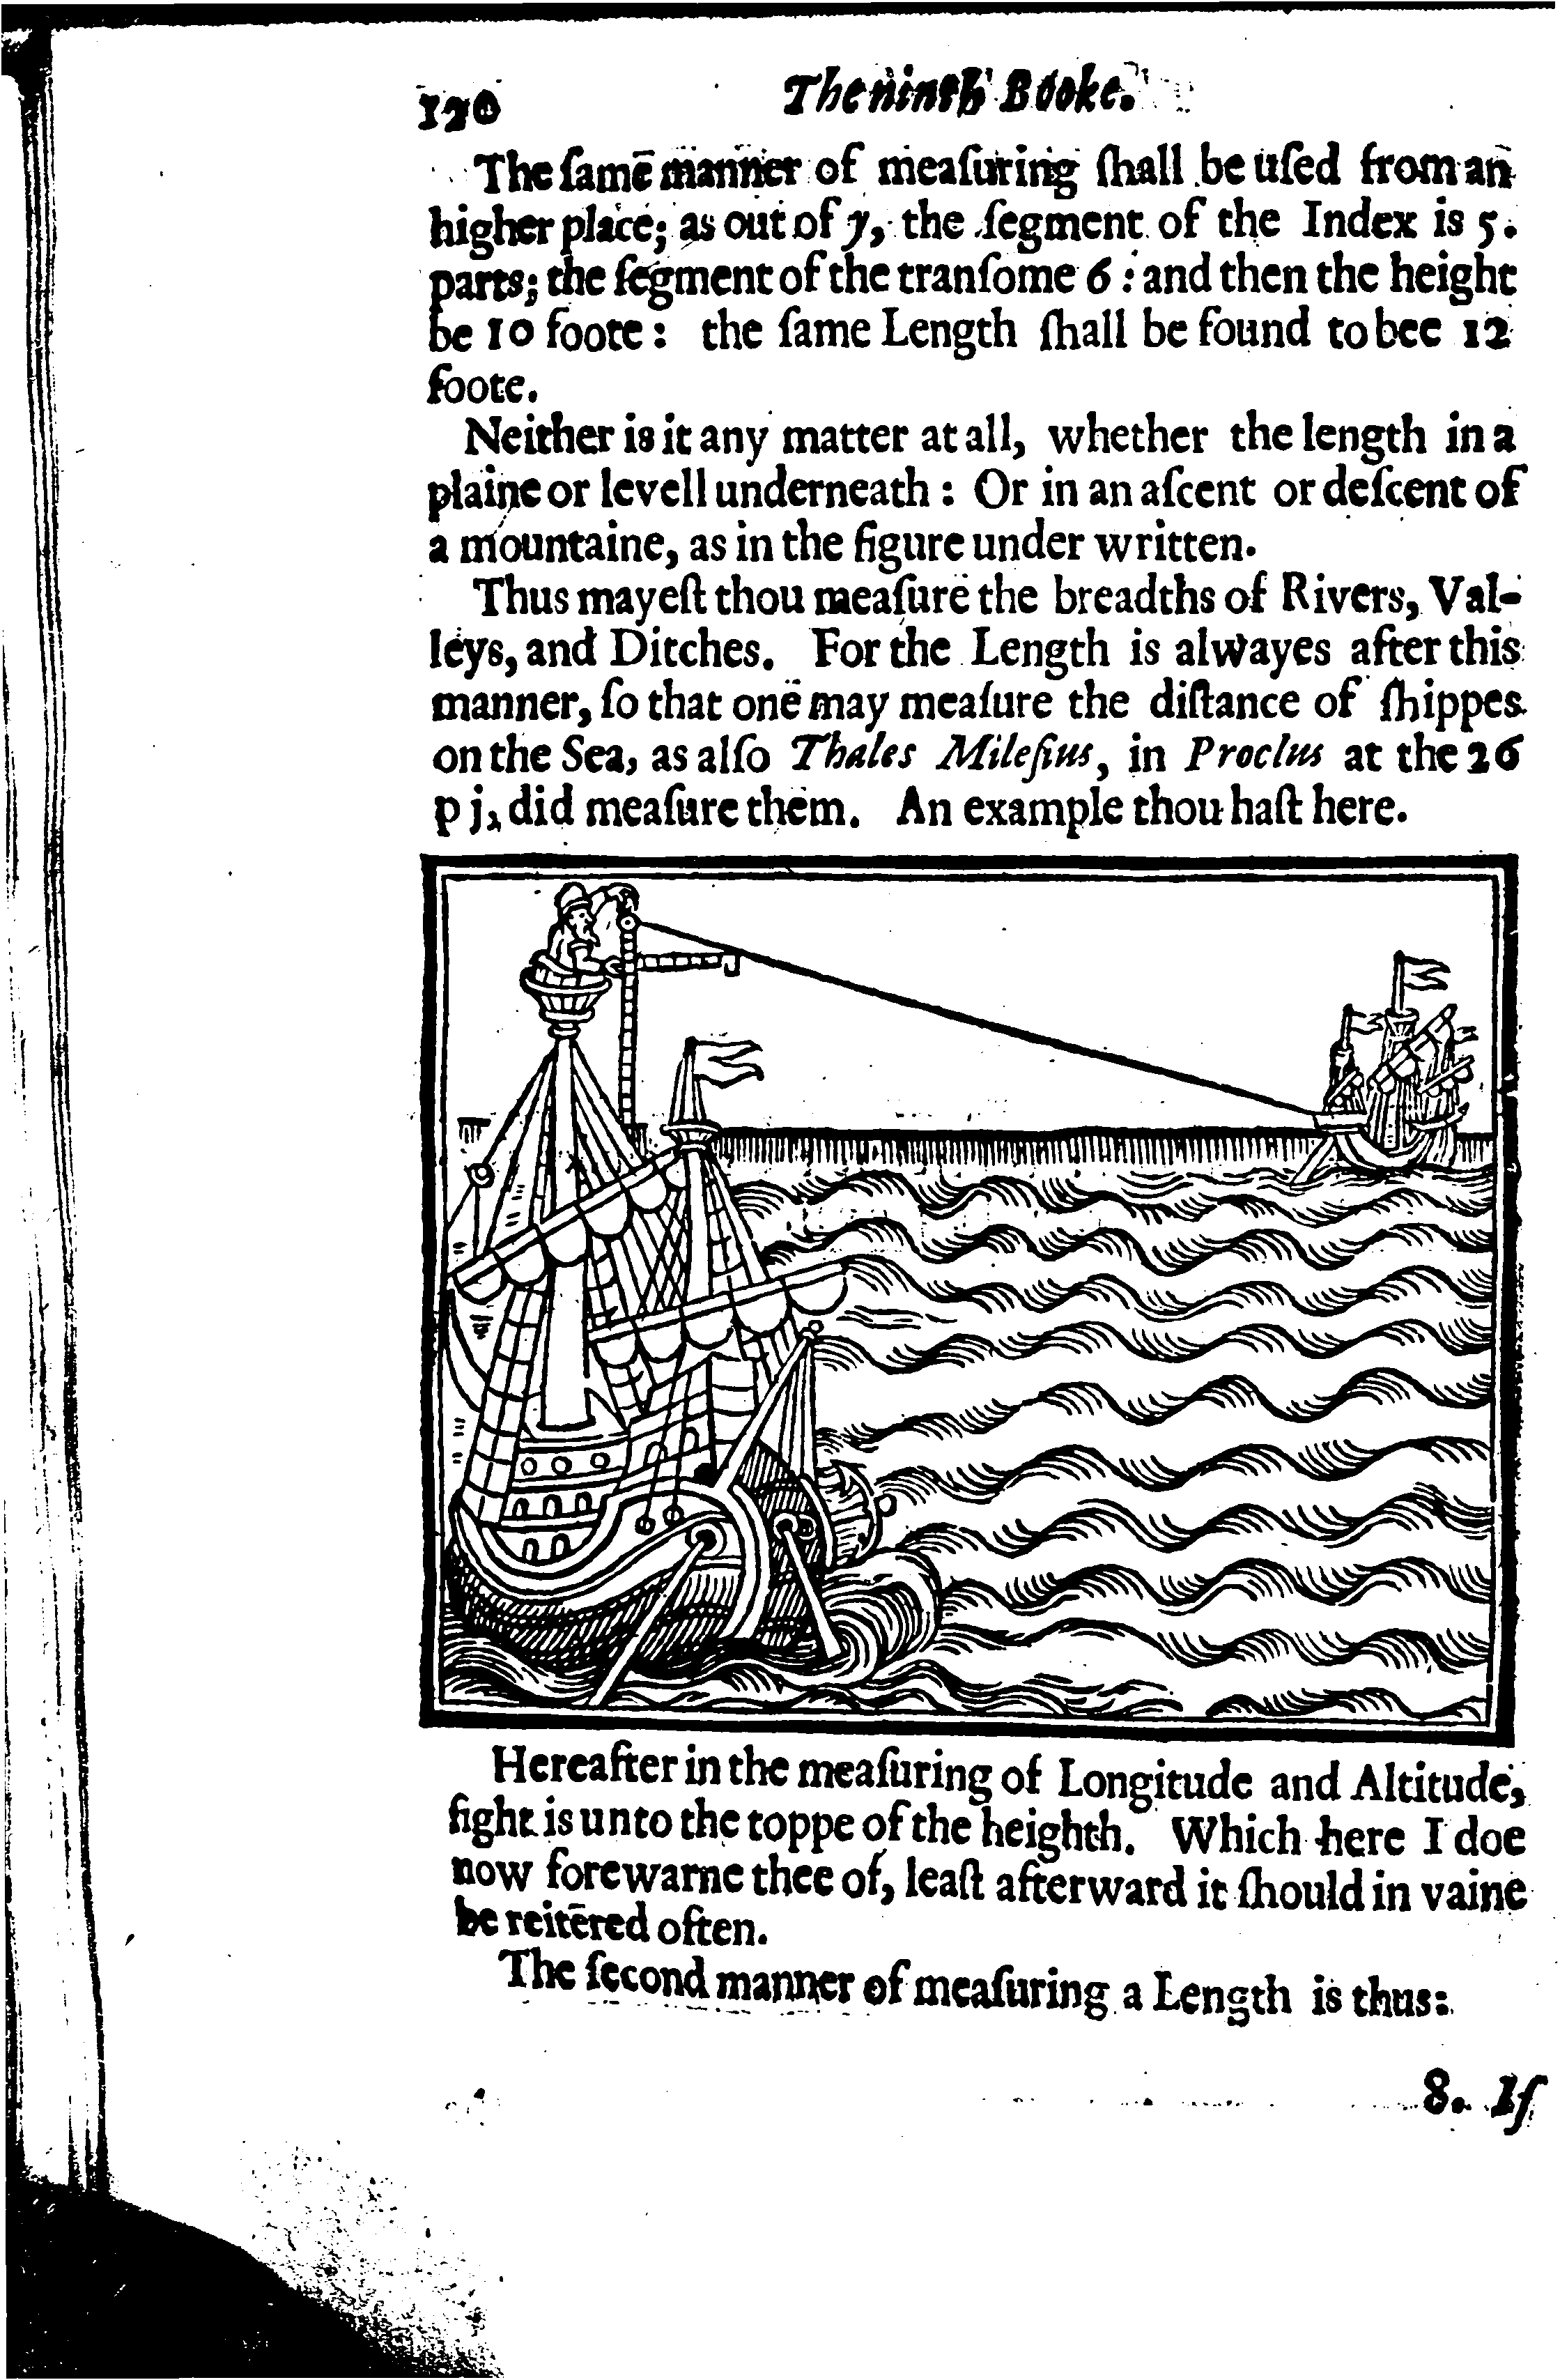 120 The ninth Booke.
The ſamē manner of meaſuring ſhall be uſed from an
higher place; as out of y, the ſegment of the Index is 5.
parts; the ſegment of the tranſome 6: and then the height
be 10 foote: the ſame Length ſhall be found to bee 12
foote.
Neither is it any matter at all, whether the length in a
plaine or levell underneath: Or in an aſcent or deſcent of
a mountaine, as in the figure under written.
Thus mayeſt thou meaſure the breadths of Rivers, Val-
leys, and Ditches. For the Length is alwayes after this
manner, ſo that one may meaſure the diſtance of ſhippes
on the Sea, as alſo Thales Mileſius, in Proclus at the 26
p j, did meaſure them. An example thou haſt here.
Hereafter in the meaſuring of Longitude and Altitude,
ſight is unto the toppe of the heighth. Which here I doe
now forewarne thee of, leaſt afterward it ſhould in vaine
be reitēred often.
The ſecond manner of meaſuring a Length is thus:
8. If